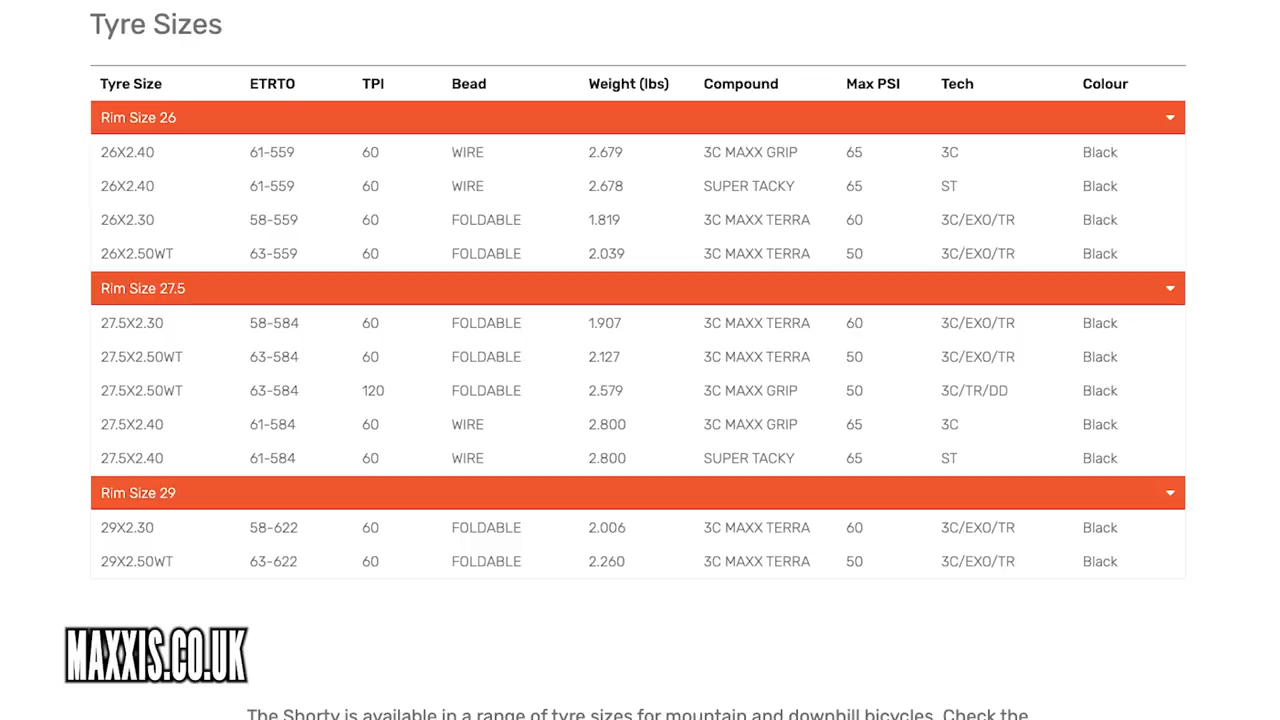 Tyre Sizes
Tyre Size ETRTO TPI Bead Weight (lbs) Compound Max PSI Tech Colour
Rim Size 26
26X2.40 61-559 60 WIRE 2.679 3C MAXX GRIP 65 3C Black
26X2.40 61-559 60 WIRE 2.678 SUPER TACKY 65 ST Black
26X2.30 58-559 60 FOLDABLE 1.819 3C MAXX TERRA 60 3C/EXO/TR Black
26X2.50WT 63-559 60 FOLDABLE 2.039 3C MAXX TERRA 50 3C/EXO/TR Black
Rim Size 27.5
27.5X2.30 58-584 60 FOLDABLE 1.907 3C MAXX TERRA 60 3C/EXO/TR Black
27.5X2.50WT 63-584 60 FOLDABLE 2.127 3C MAXX TERRA 50 3C/EXO/TR Black
27.5X2.50WT 63-584 120 FOLDABLE 2.579 3C MAXX GRIP 50 3C/TR/DD Black
27.5X2.40 61-584 60 WIRE 2.800 3C MAXX GRIP 65 3C Black
27.5X2.40 61-584 60 WIRE 2.800 SUPER TACKY 65 ST Black
Rim Size 29
29X2.30 58-622 60 FOLDABLE 2.006 3C MAXX TERRA 60 3C/EXO/TR Black
29X2.50WT 63-622 60 FOLDABLE 2.260 3C MAXX TERRA 50 3C/EXO/TR Black
MAXXIS.CO.UK
The Shorty is available in a range of tyre sizes for mountain and downhill bicycles. Check the